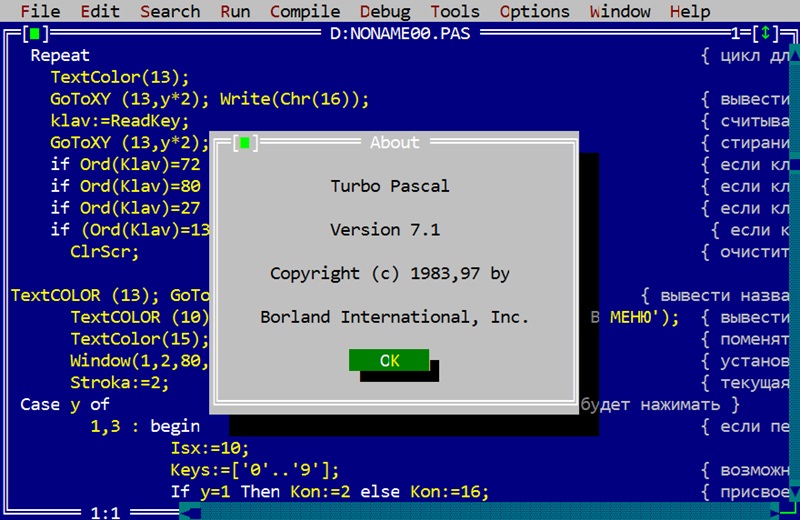 File Edit Search Run Compile Debug Tools Options Window Help
[■] D:NONAME00.PAS 1=[↕]
Repeat { цикл дл
TextColor(13);
GoToXY (13,y*2); Write(Chr(16)); { вывести
klav:=ReadKey; { считыва
GoToXY (13,y*2); { стирани
if Ord(Klav)=72 { если кл
if Ord(Klav)=80 { если кл
if Ord(Klav)=27 { если кл
if (Ord(Klav)=13 { если к
ClrScr; { очистит
TextCOLOR (13); GoTo { вывести назва
TextCOLOR (10) В МЕНЮ'); { вывести
TextColor(15); { поменят
Window(1,2,80, { установ
Stroka:=2; { текущая
Case y of будет нажимать }
1,3 : begin { если пе
Isx:=10;
Keys:=['0'..'9']; { возможн
If y=1 Then Kon:=2 else Kon:=16; { присвое
1:1
[■] About
Turbo Pascal
Version 7.1
Copyright (c) 1983,97 by
Borland International, Inc.
OK